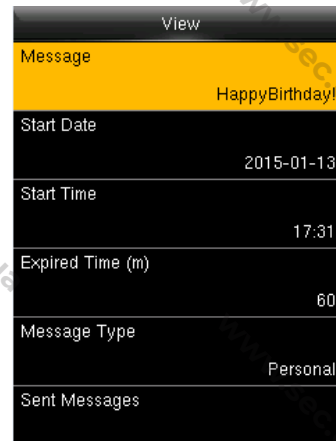 View
Message
HappyBirthday!
Start Date
2015-01-13
Start Time
17:31
Expired Time (m)
60
Message Type
Personal
Sent Messages